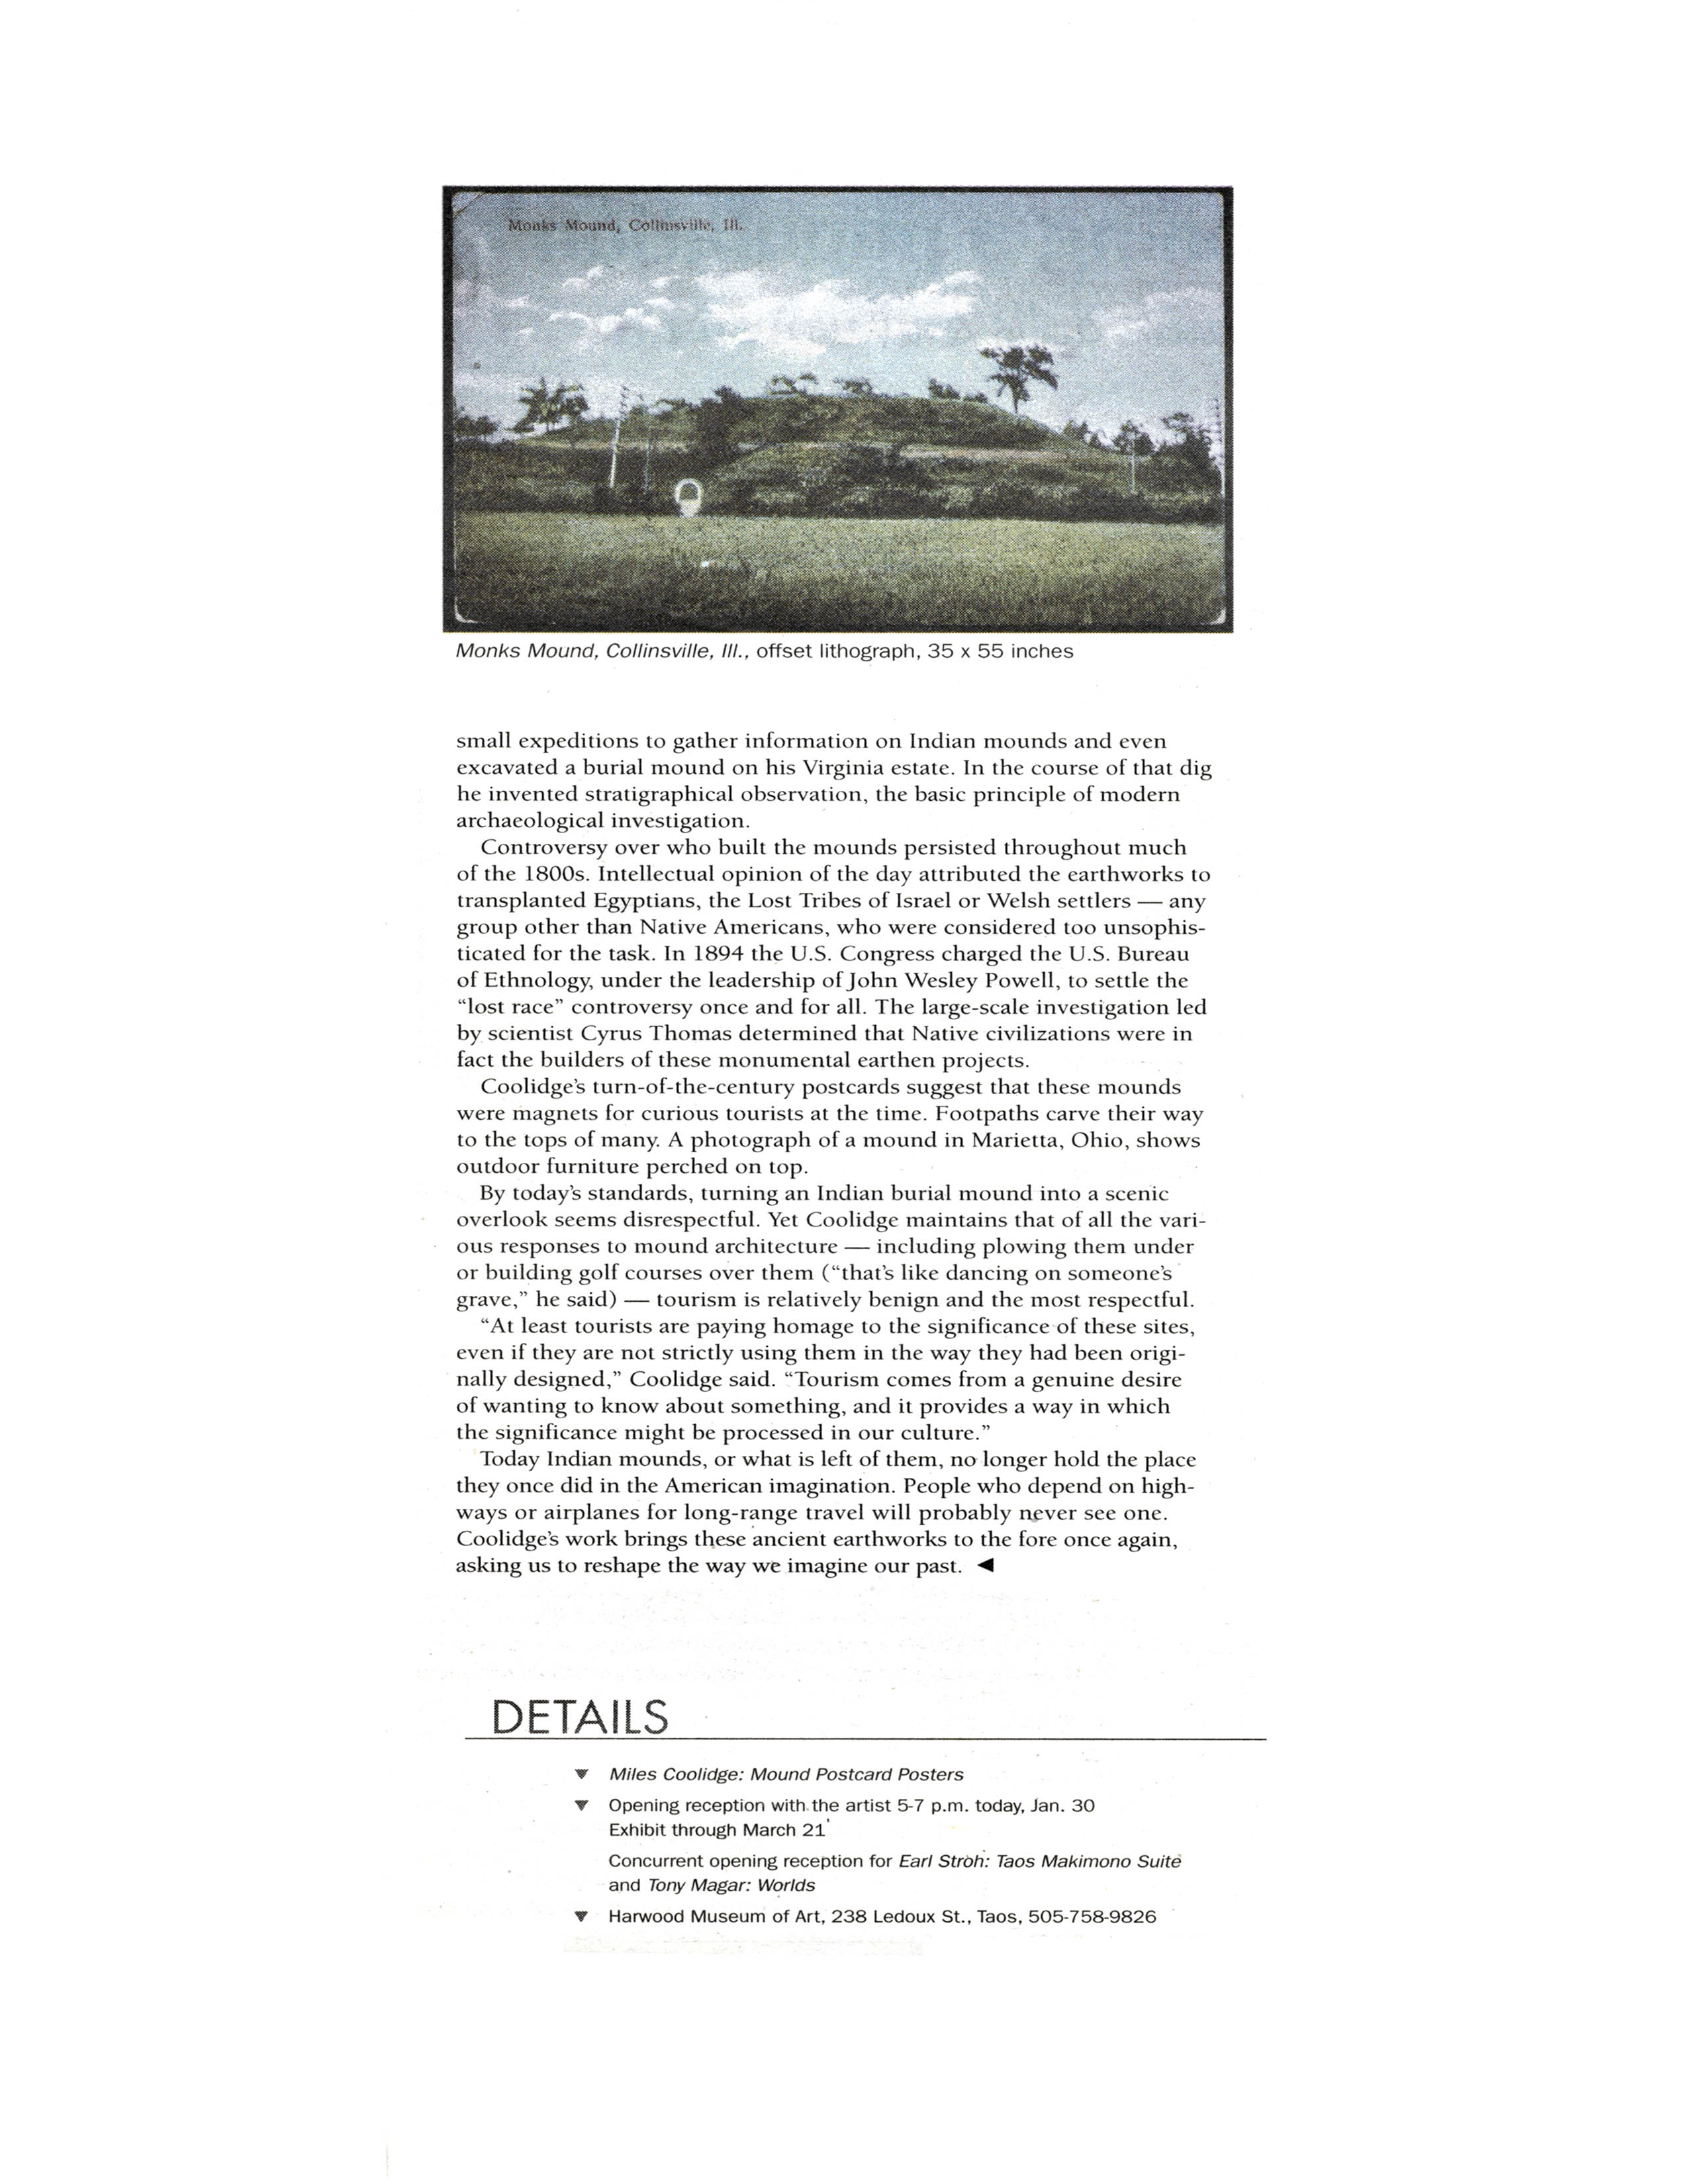 Monks Mound, Collinsville, Ill.
Monks Mound, Collinsville, Ill., offset lithograph, 35 x 55 inches
small expeditions to gather information on Indian mounds and even
excavated a burial mound on his Virginia estate. In the course of that dig
he invented stratigraphical observation, the basic principle of modern
archaeological investigation.
Controversy over who built the mounds persisted throughout much
of the 1800s. Intellectual opinion of the day attributed the earthworks to
transplanted Egyptians, the Lost Tribes of Israel or Welsh settlers — any
group other than Native Americans, who were considered too unsophis-
ticated for the task. In 1894 the U.S. Congress charged the U.S. Bureau
of Ethnology, under the leadership of John Wesley Powell, to settle the
“lost race” controversy once and for all. The large-scale investigation led
by scientist Cyrus Thomas determined that Native civilizations were in
fact the builders of these monumental earthen projects.
Coolidge’s turn-of-the-century postcards suggest that these mounds
were magnets for curious tourists at the time. Footpaths carve their way
to the tops of many. A photograph of a mound in Marietta, Ohio, shows
outdoor furniture perched on top.
By today’s standards, turning an Indian burial mound into a scenic
overlook seems disrespectful. Yet Coolidge maintains that of all the vari-
ous responses to mound architecture — including plowing them under
or building golf courses over them (“that’s like dancing on someone’s
grave,” he said) — tourism is relatively benign and the most respectful.
“At least tourists are paying homage to the significance of these sites,
even if they are not strictly using them in the way they had been origi-
nally designed,” Coolidge said. “Tourism comes from a genuine desire
of wanting to know about something, and it provides a way in which
the significance might be processed in our culture.”
Today Indian mounds, or what is left of them, no longer hold the place
they once did in the American imagination. People who depend on high-
ways or airplanes for long-range travel will probably never see one.
Coolidge’s work brings these ancient earthworks to the fore once again,
asking us to reshape the way we imagine our past. ◄
DETAILS
▼ Miles Coolidge: Mound Postcard Posters
▼ Opening reception with the artist 5-7 p.m. today, Jan. 30
Exhibit through March 21
Concurrent opening reception for Earl Stroh: Taos Makimono Suite
and Tony Magar: Worlds
▼ Harwood Museum of Art, 238 Ledoux St., Taos, 505-758-9826